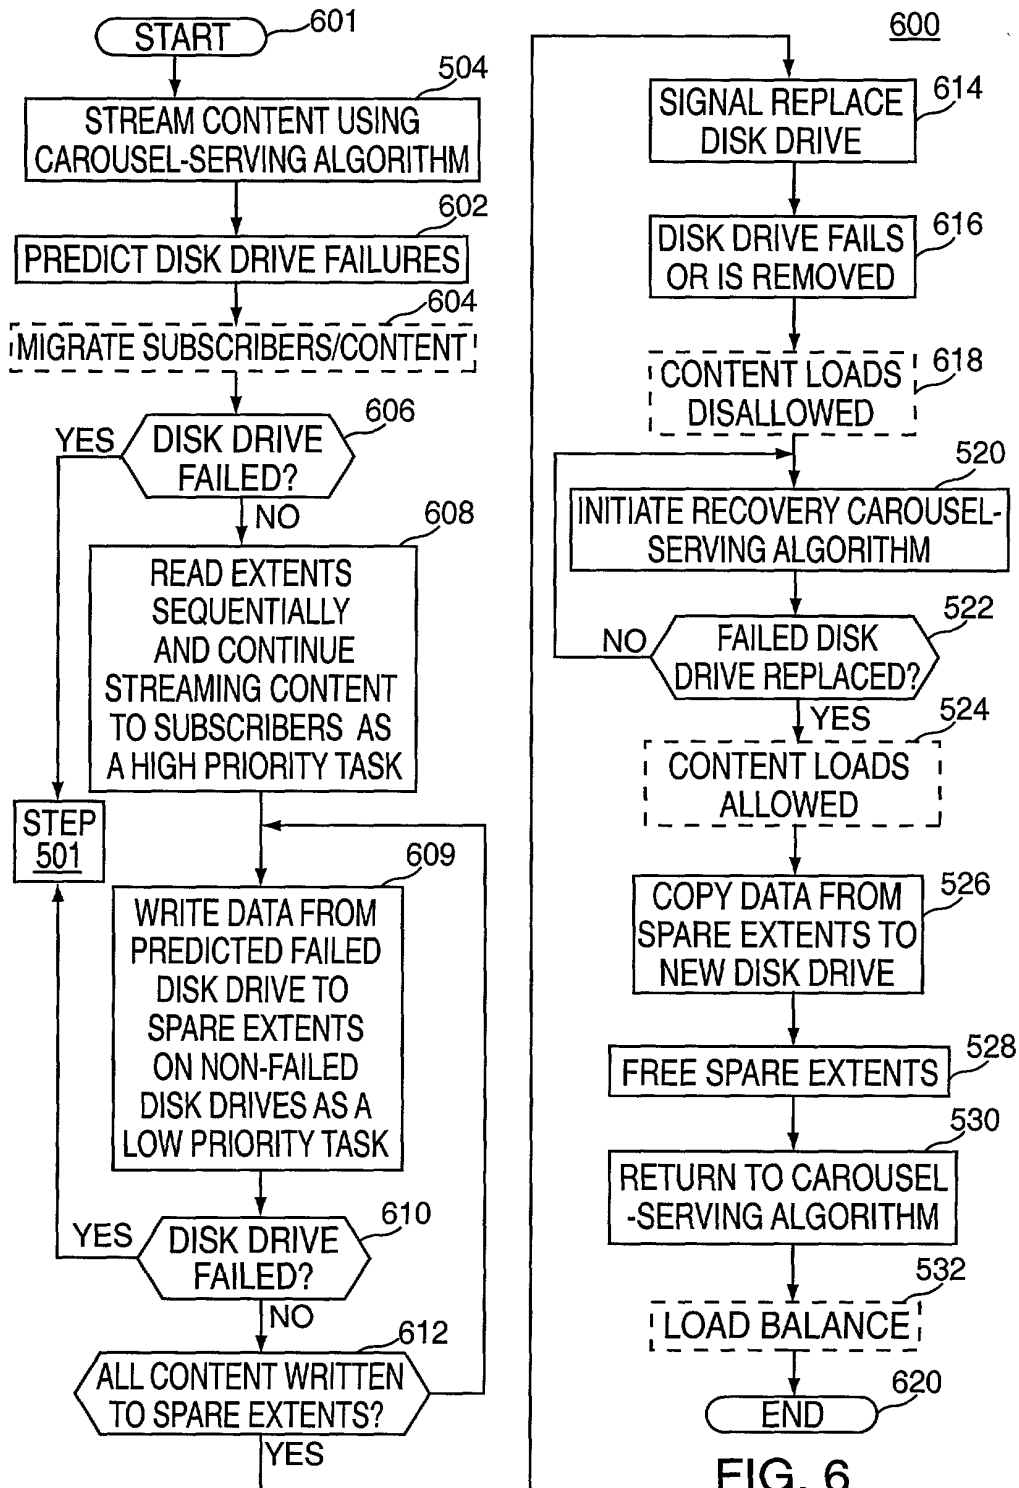 START
601
504
STREAM CONTENT USING
CAROUSEL-SERVING ALGORITHM
602
PREDICT DISK DRIVE FAILURES
604
MIGRATE SUBSCRIBERS/CONTENT
606
YES
DISK DRIVE
FAILED?
NO
608
READ EXTENTS
SEQUENTIALLY
AND CONTINUE
STREAMING CONTENT
TO SUBSCRIBERS AS
A HIGH PRIORITY TASK
STEP
501
609
WRITE DATA FROM
PREDICTED FAILED
DISK DRIVE TO
SPARE EXTENTS
ON NON-FAILED
DISK DRIVES AS A
LOW PRIORITY TASK
610
YES
DISK DRIVE
FAILED?
NO
612
ALL CONTENT WRITTEN
TO SPARE EXTENTS?
YES
600
614
SIGNAL REPLACE
DISK DRIVE
616
DISK DRIVE FAILS
OR IS REMOVED
618
CONTENT LOADS
DISALLOWED
520
INITIATE RECOVERY CAROUSEL-
SERVING ALGORITHM
522
NO
FAILED DISK
DRIVE REPLACED?
YES
524
CONTENT LOADS
ALLOWED
526
COPY DATA FROM
SPARE EXTENTS TO
NEW DISK DRIVE
528
FREE SPARE EXTENTS
530
RETURN TO CAROUSEL
-SERVING ALGORITHM
532
LOAD BALANCE
620
END
FIG. 6